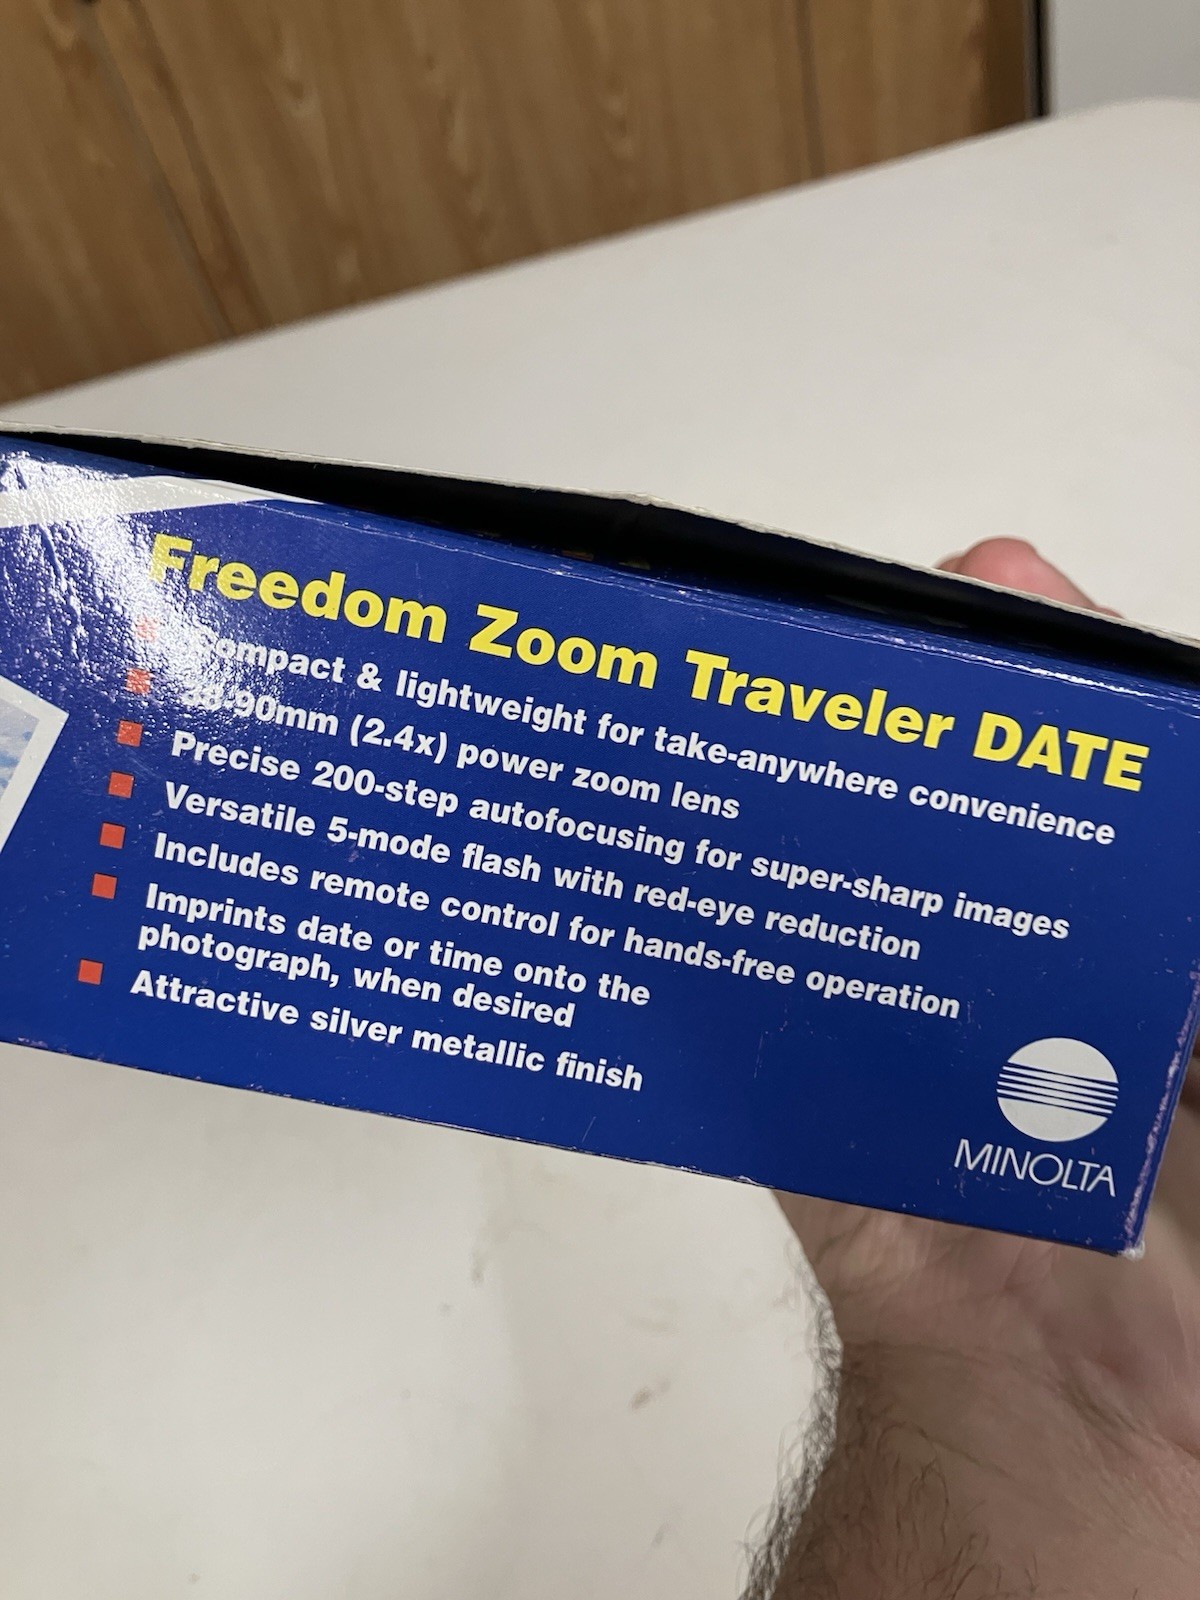 Freedom Zoom Traveler DATE
Compact & lightweight for take-anywhere convenience
38-90mm (2.4x) power zoom lens
Precise 200-step autofocusing for super-sharp images
Versatile 5-mode flash with red-eye reduction
Includes remote control for hands-free operation
Imprints date or time onto the
photograph, when desired
Attractive silver metallic finish
MINOLTA